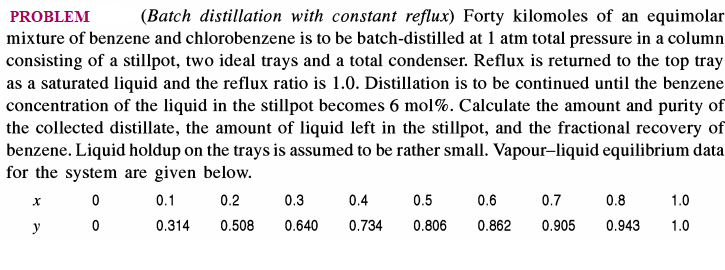 PROBLEM (Batch distillation with constant reflux) Forty kilomoles of an equimolar
mixture of benzene and chlorobenzene is to be batch-distilled at 1 atm total pressure in a column
consisting of a stillpot, two ideal trays and a total condenser. Reflux is returned to the top tray
as a saturated liquid and the reflux ratio is 1.0. Distillation is to be continued until the benzene
concentration of the liquid in the stillpot becomes 6 mol%. Calculate the amount and purity of
the collected distillate, the amount of liquid left in the stillpot, and the fractional recovery of
benzene. Liquid holdup on the trays is assumed to be rather small. Vapour–liquid equilibrium data
for the system are given below.
x 0 0.1 0.2 0.3 0.4 0.5 0.6 0.7 0.8 1.0
y 0 0.314 0.508 0.640 0.734 0.806 0.862 0.905 0.943 1.0